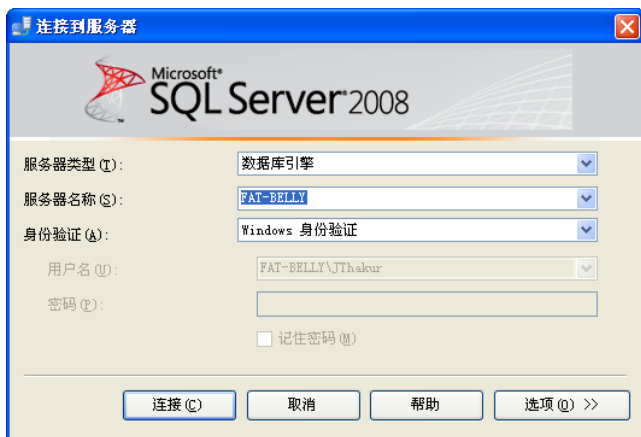 连接到服务器
Microsoft®
SQL Server® 2008
服务器类型(T): 数据库引擎
服务器名称(S): FAT-BELLY
身份验证(A): Windows 身份验证
用户名(U): FAT-BELLY\JThakur
密码(P):
记住密码(M)
连接(C) 取消 帮助 选项(O) >>